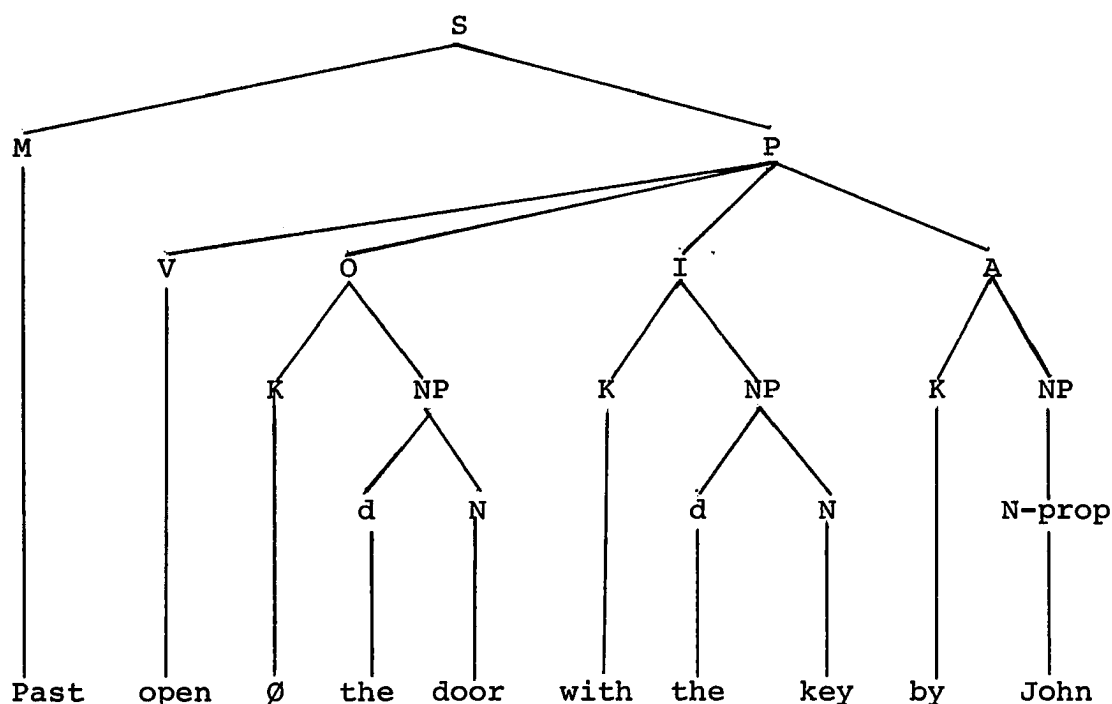 S
M P
V O I A
K NP K NP K NP
d N d N N-prop
Past open Ø the door with the key by John